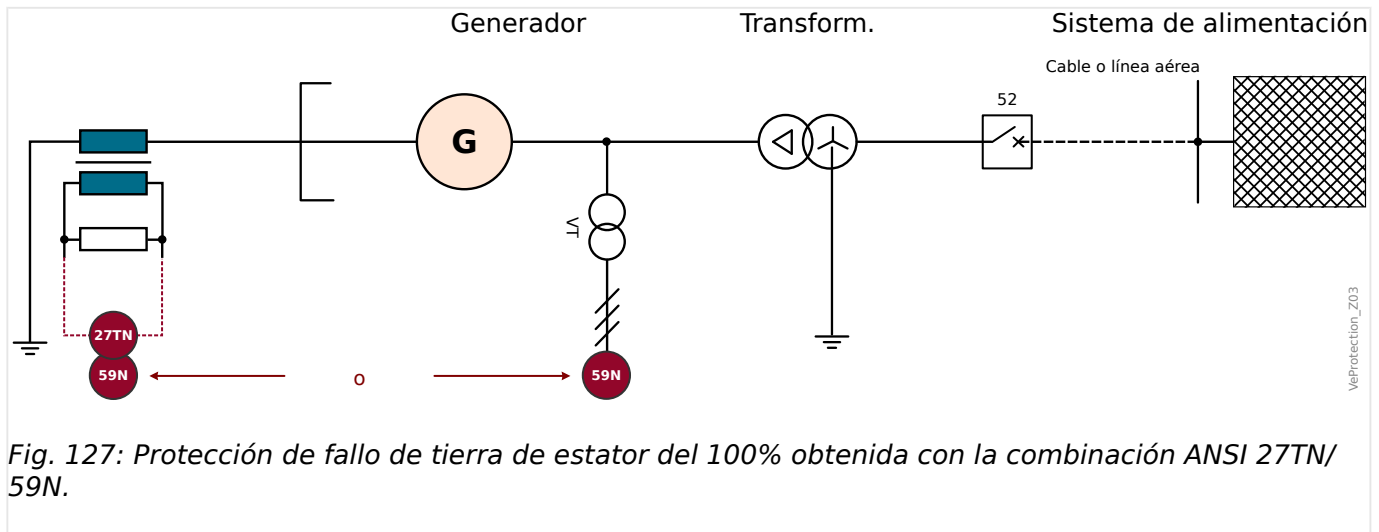 Generador
Transform.
Sistema de alimentación
Cable o línea aérea
52
G
VT
27TN
59N
o
59N
VeProtection_Z03
Fig. 127: Protección de fallo de tierra de estator del 100% obtenida con la combinación ANSI 27TN/
59N.